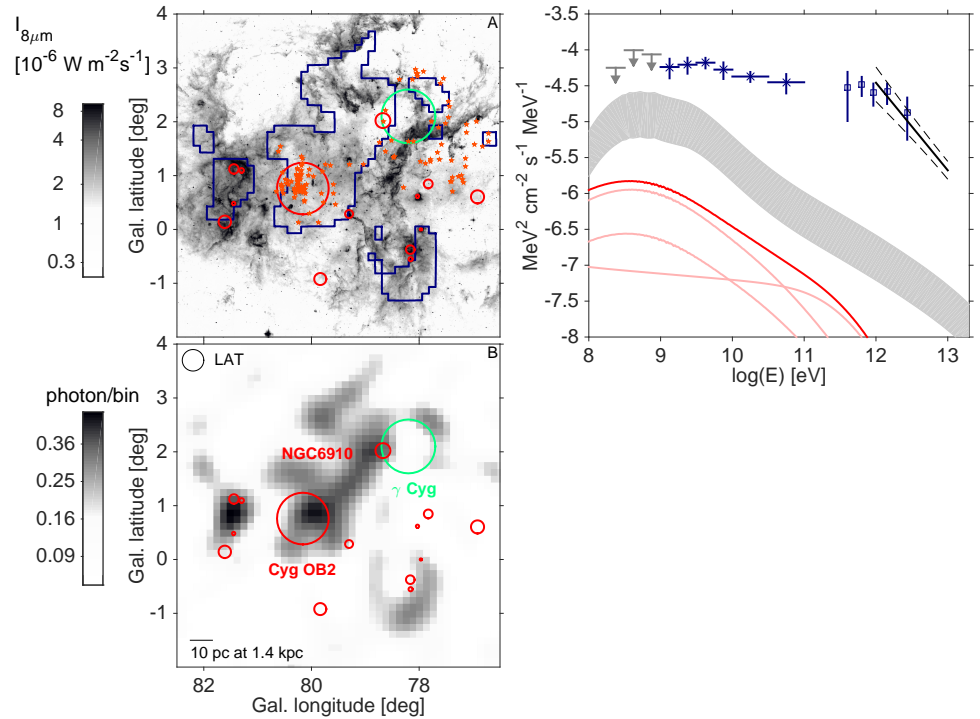 I8μm
[10-6 W m-2s-1]
8
4
2
1
0.3
A
4
3
2
1
0
-1
Gal. latitude [deg]
photon/bin
0.36
0.25
0.16
0.09
B
LAT
4
3
2
1
0
-1
Gal. latitude [deg]
NGC6910
γ Cyg
Cyg OB2
10 pc at 1.4 kpc
82
80
78
Gal. longitude [deg]
MeV2 cm-2 s-1 MeV-1
-3.5
-4
-4.5
-5
-5.5
-6
-6.5
-7
-7.5
-8
8
9
10
11
12
13
log(E) [eV]